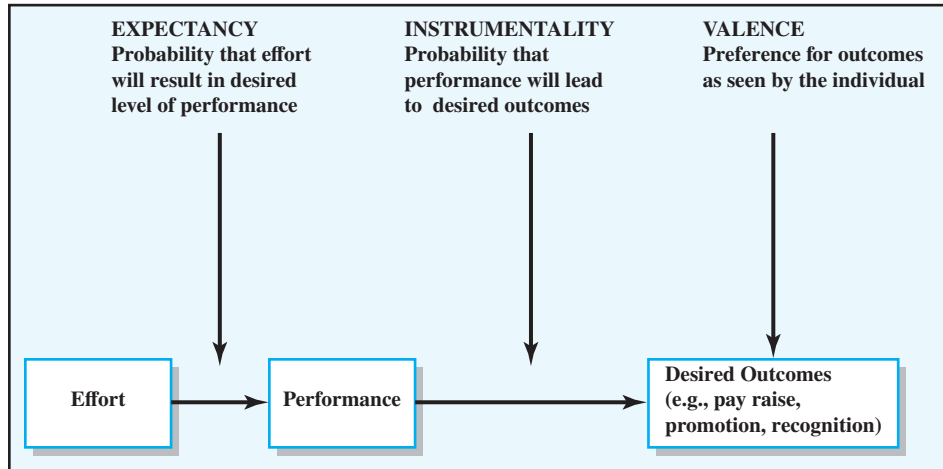 EXPECTANCY
Probability that effort
will result in desired
level of performance
INSTRUMENTALITY
Probability that
performance will lead
to desired outcomes
VALENCE
Preference for outcomes
as seen by the individual
Effort
Performance
Desired Outcomes
(e.g., pay raise,
promotion, recognition)